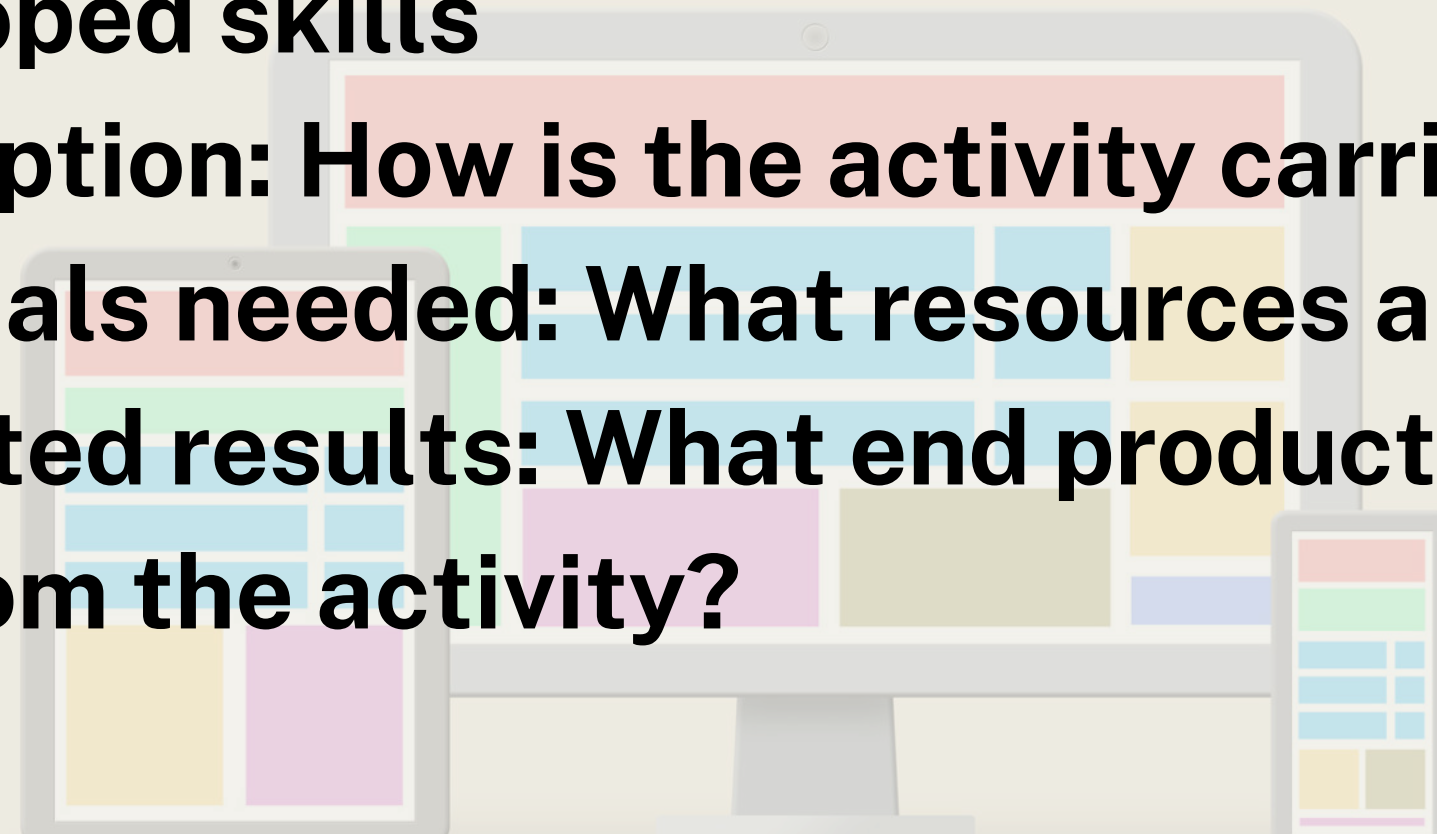 oped skills
ption: How is the activity carri
als needed: What resources a
ted results: What end product
om the activity?